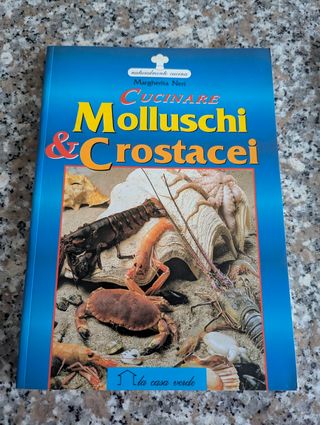 naturalmente cucina
Margherita Neri
CUCINARE
Molluschi
& Crostacei
la casa verde